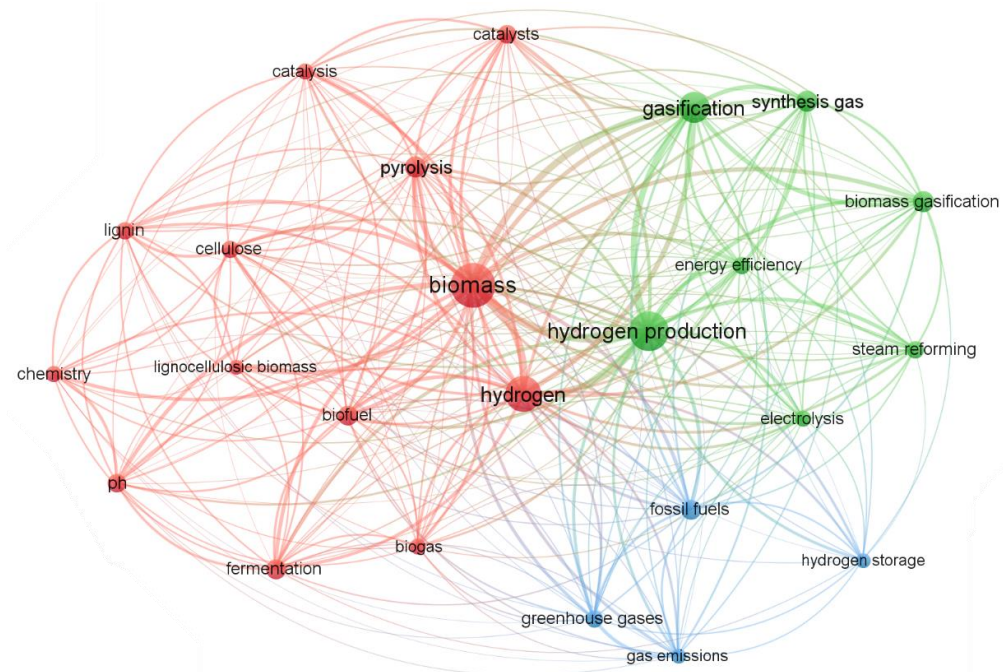 catalysts
catalysis
gasification
synthesis gas
pyrolysis
biomass gasification
lignin
cellulose
energy efficiency
biomass
hydrogen production
steam reforming
chemistry
lignocellulosic biomass
hydrogen
biofuel
electrolysis
ph
fossil fuels
biogas
hydrogen storage
fermentation
greenhouse gases
gas emissions